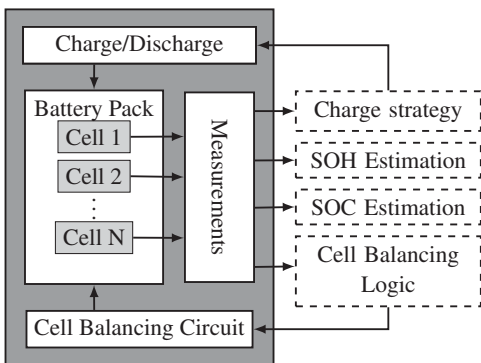 Charge/Discharge
Battery Pack
Cell 1
Cell 2
⋮
Cell N
Measurements
Cell Balancing Circuit
Charge strategy
SOH Estimation
SOC Estimation
Cell Balancing
Logic